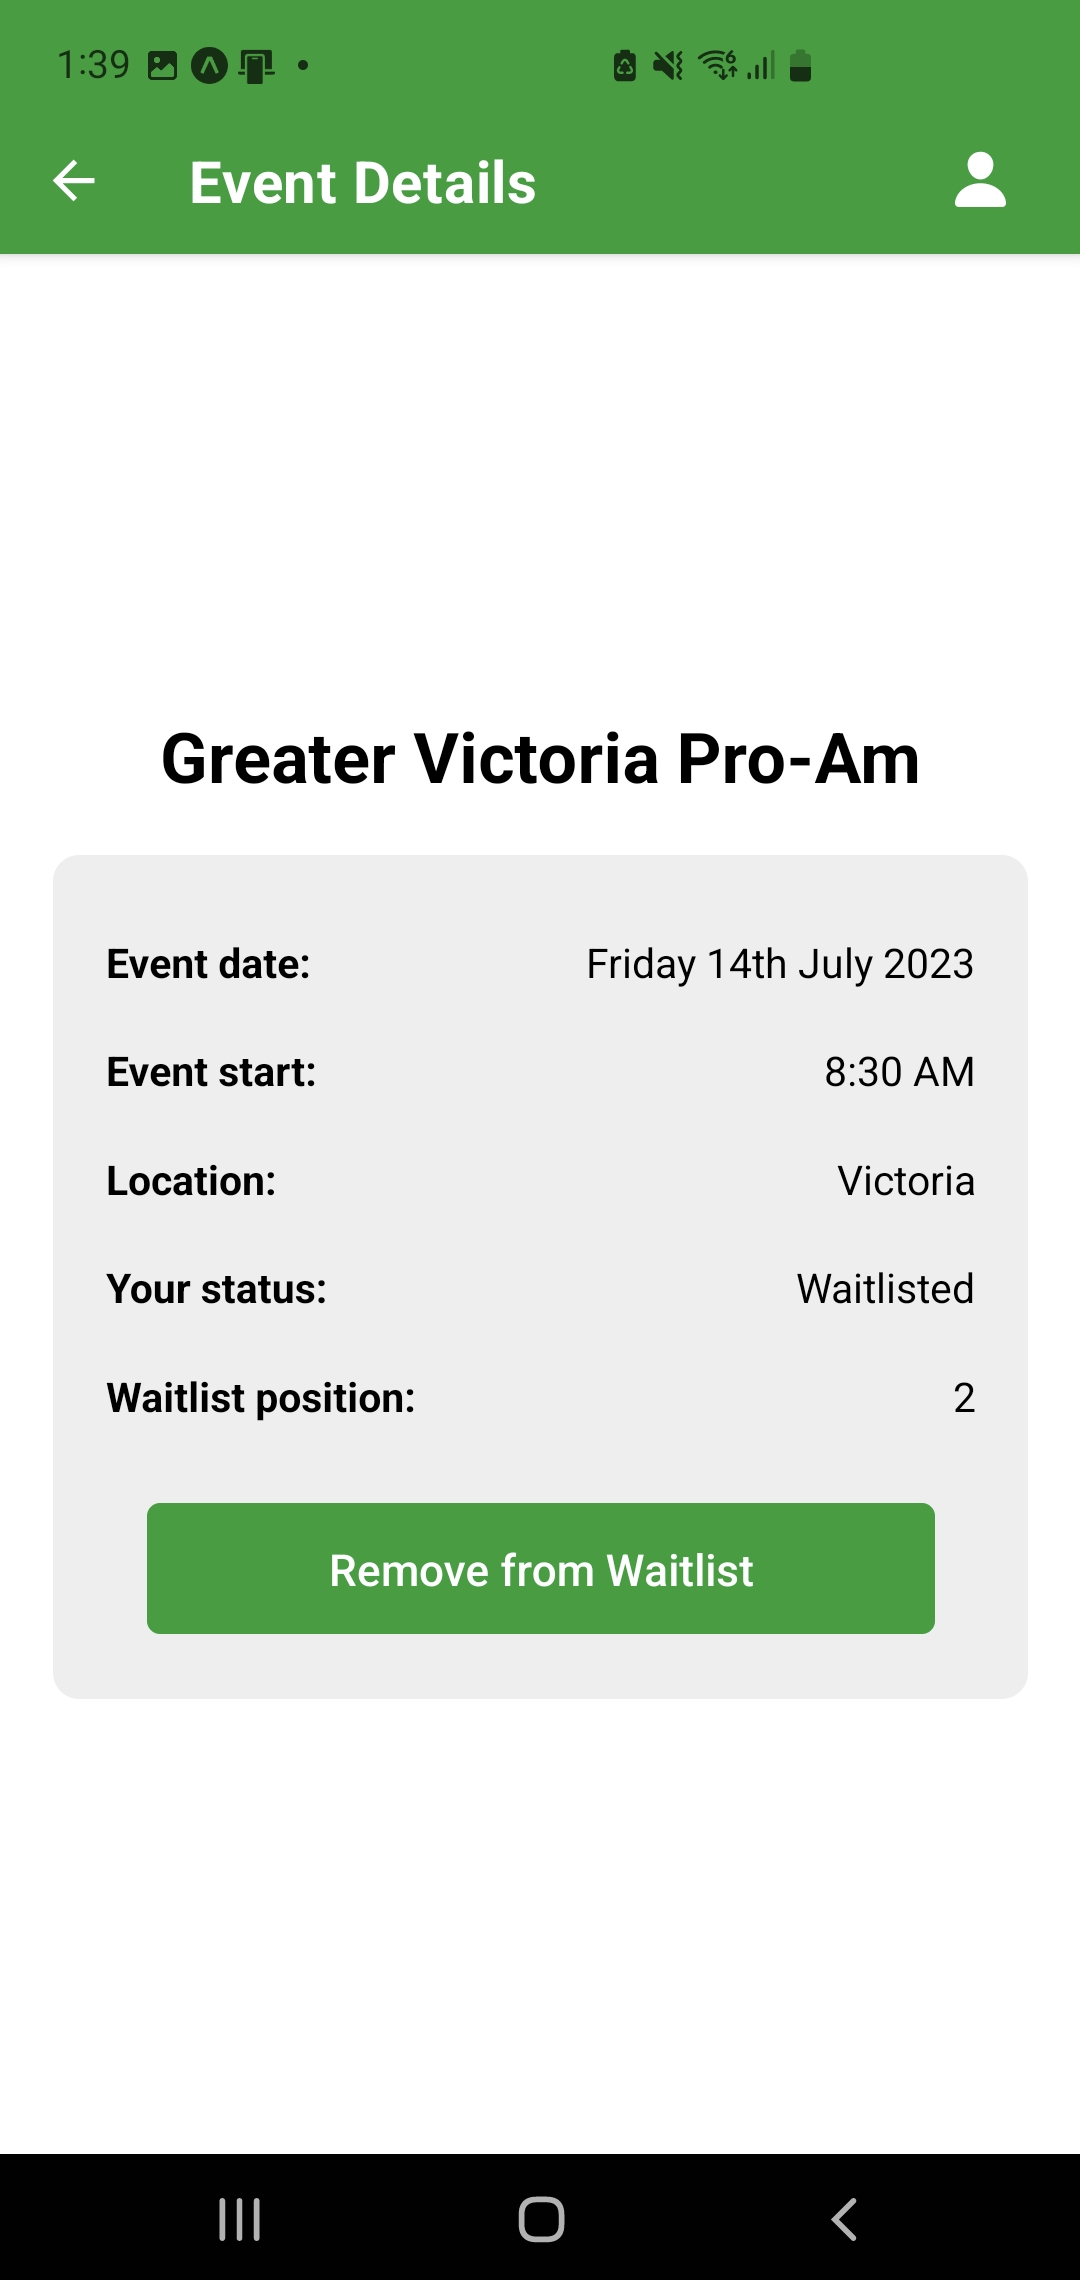 1:39
Event Details
Greater Victoria Pro-Am
Event date: Friday 14th July 2023
Event start: 8:30 AM
Location: Victoria
Your status: Waitlisted
Waitlist position: 2
Remove from Waitlist